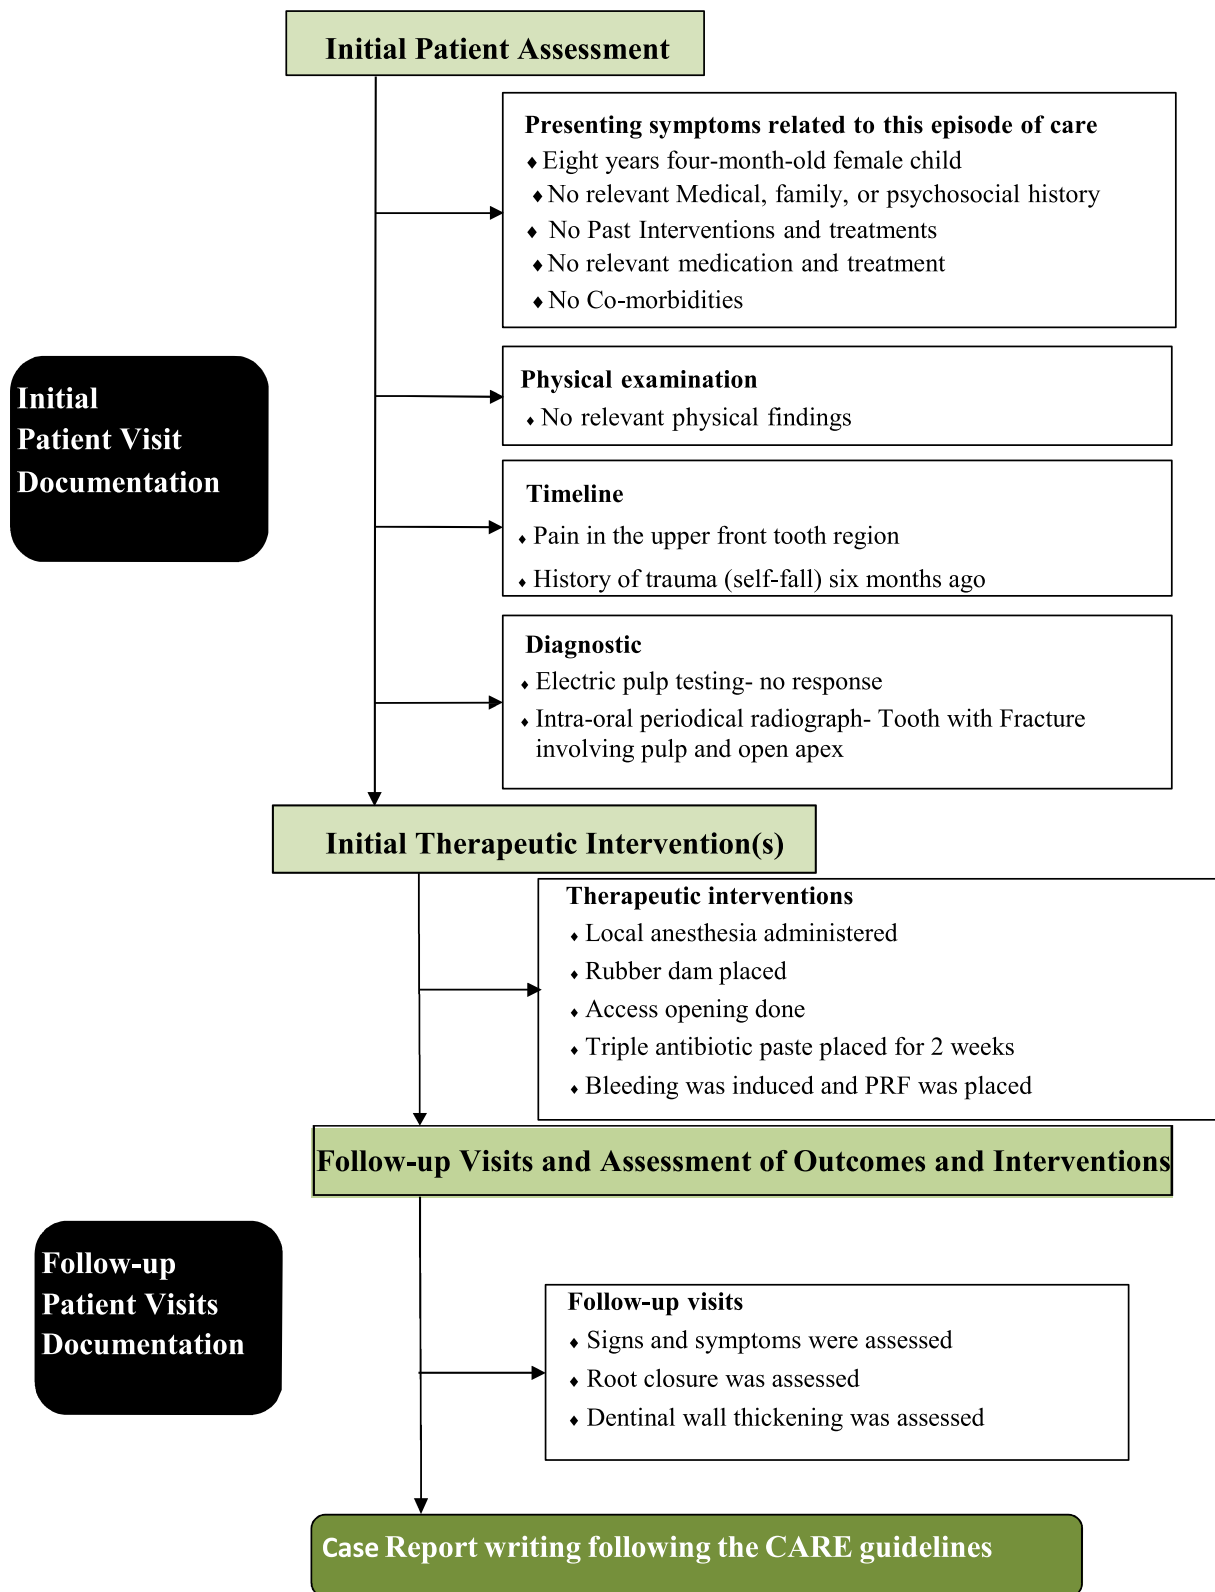 Initial Patient Assessment
Presenting symptoms related to this episode of care
♦ Eight years four-month-old female child
♦ No relevant Medical, family, or psychosocial history
♦ No Past Interventions and treatments
♦ No relevant medication and treatment
♦ No Co-morbidities
Initial
Patient Visit
Documentation
Physical examination
♦ No relevant physical findings
Timeline
♦ Pain in the upper front tooth region
♦ History of trauma (self-fall) six months ago
Diagnostic
♦ Electric pulp testing- no response
♦ Intra-oral periodical radiograph- Tooth with Fracture
involving pulp and open apex
Initial Therapeutic Intervention(s)
Therapeutic interventions
♦ Local anesthesia administered
♦ Rubber dam placed
♦ Access opening done
♦ Triple antibiotic paste placed for 2 weeks
♦ Bleeding was induced and PRF was placed
Follow-up Visits and Assessment of Outcomes and Interventions
Follow-up
Patient Visits
Documentation
Follow-up visits
♦ Signs and symptoms were assessed
♦ Root closure was assessed
♦ Dentinal wall thickening was assessed
Case Report writing following the CARE guidelines